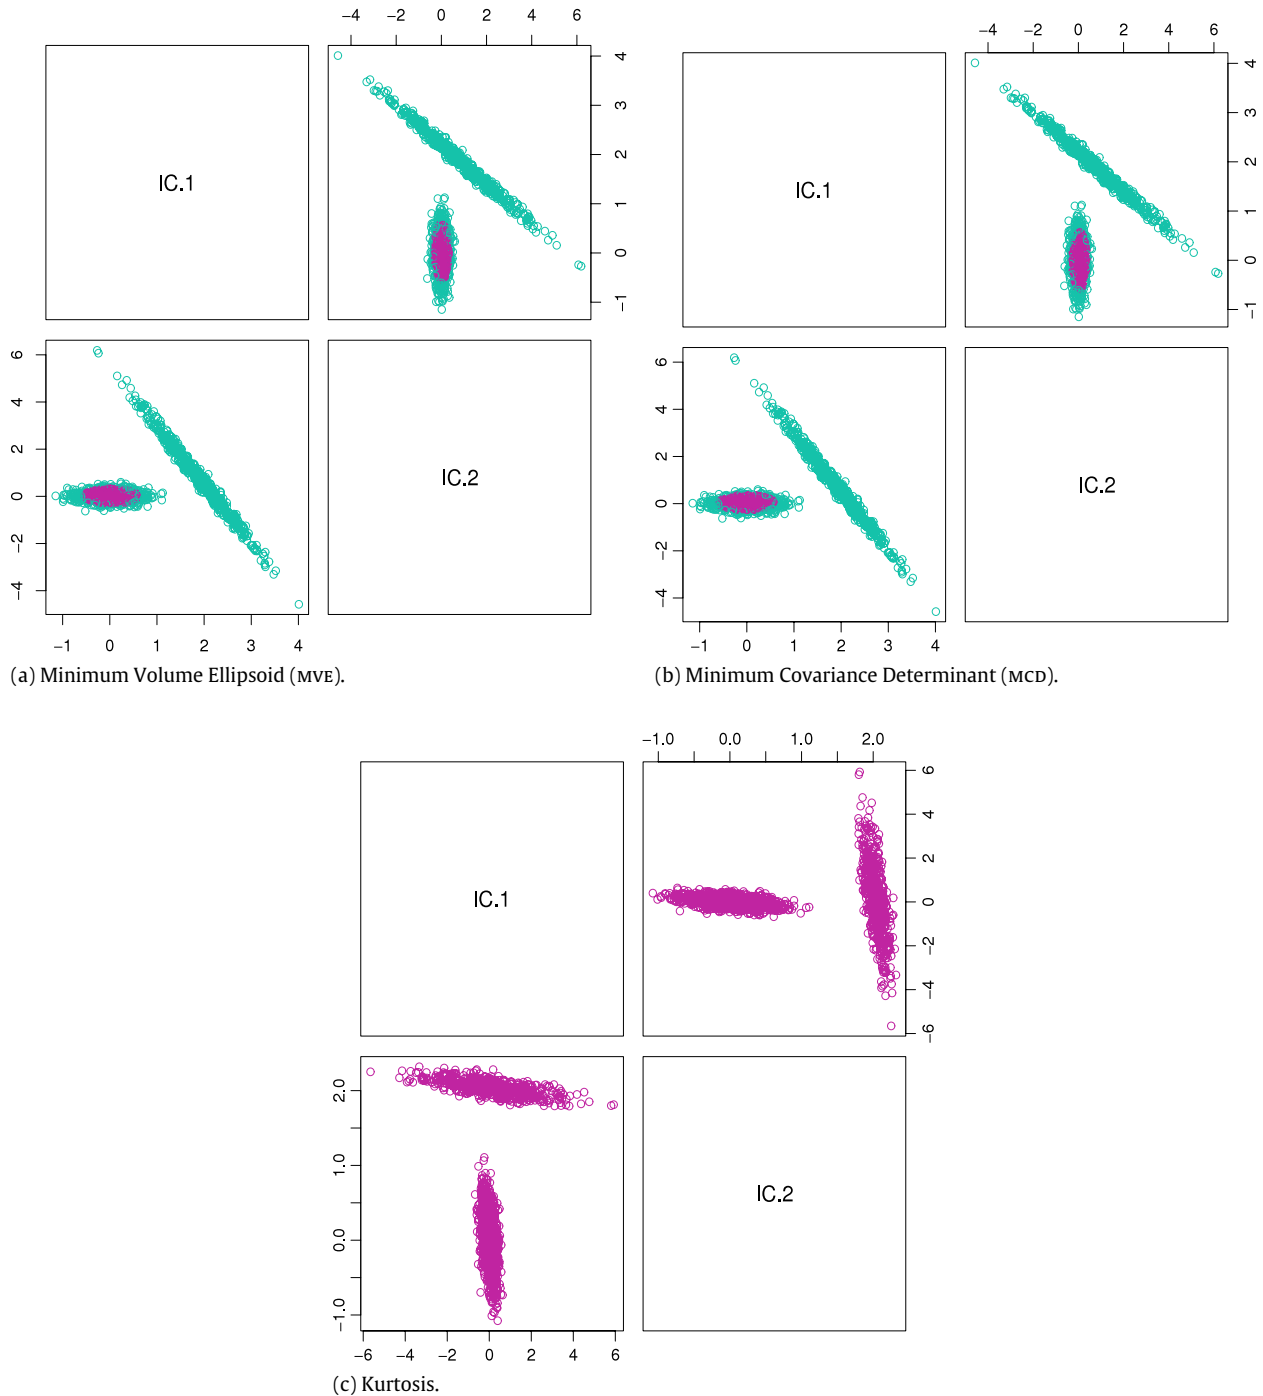 −4 −2 0 2 4 6
IC.1
4
3
2
1
0
−1
6
4
2
0
−2
−4
IC.2
−1 0 1 2 3 4
(a) Minimum Volume Ellipsoid (MVE).
−4 −2 0 2 4 6
IC.1
4
3
2
1
0
−1
6
4
2
0
−2
−4
IC.2
−1 0 1 2 3 4
(b) Minimum Covariance Determinant (MCD).
−1.0 0.0 1.0 2.0
IC.1
6
4
2
0
−2
−4
−6
2.0
1.0
0.0
−1.0
IC.2
−6 −4 −2 0 2 4 6
(c) Kurtosis.